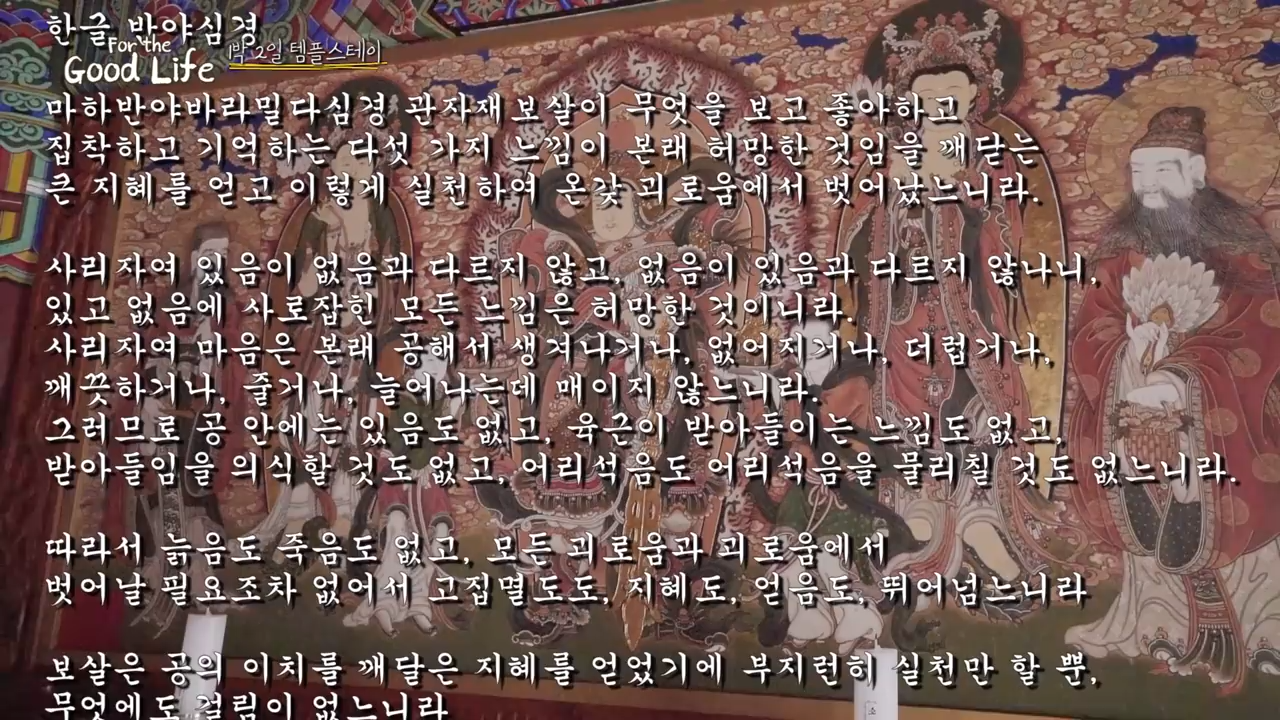 한글 반야심경
For the
Good Life
1박 2일 템플스테이
마하반야바라밀다심경 관자재보살이 무엇을 보고 좋아하고
집착하고 기억하는 다섯 가지 느낌이 본래 허망한 것임을 깨닫는
큰 지혜를 얻고 이렇게 실천하여 온갖 괴로움에서 벗어났느니라.
사리자여 있음이 없음과 다르지 않고, 없음이 있음과 다르지 않나니,
있고 없음에 사로잡힌 모든 느낌은 허망한 것이니라.
사리자여 마음은 본래 공해서 생겨나거나, 없어지거나, 더럽거나,
깨끗하거나, 줄거나, 늘어나는데 매이지 않느니라.
그러므로 공 안에는 있음도 없고, 육근이 받아들이는 느낌도 없고,
받아들임을 의식할 것도 없고, 어리석음도 어리석음을 물리칠 것도 없느니라.
따라서 늙음도 죽음도 없고, 모든 괴로움과 괴로움에서
벗어날 필요조차 없어서 고집멸도도, 지혜도, 얻음도, 뛰어넘느니라
보살은 공의 이치를 깨달은 지혜를 얻었기에 부지런히 실천만 할 뿐,
무엇에도 걸림이 없느니라